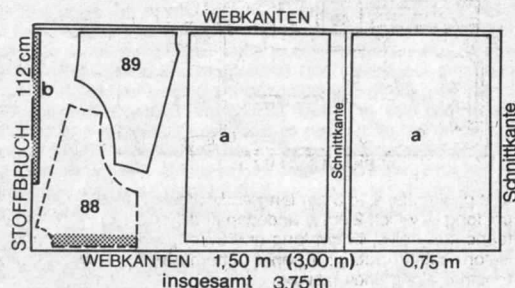 WEBKANTEN
STOFFBRUCH 112 cm
b
89
88
a
Schnittkante
a
Schnittkante
WEBKANTEN 1,50 m (3,00 m) 0,75 m
insgesamt 3,75 m